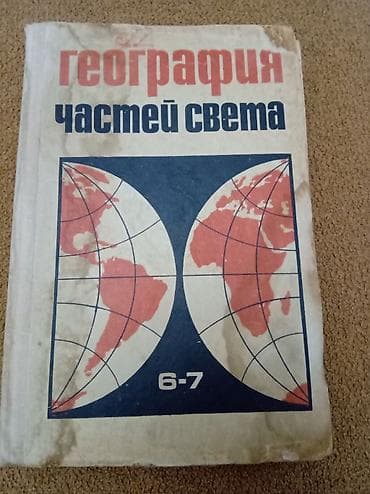 география
частей света
6-7